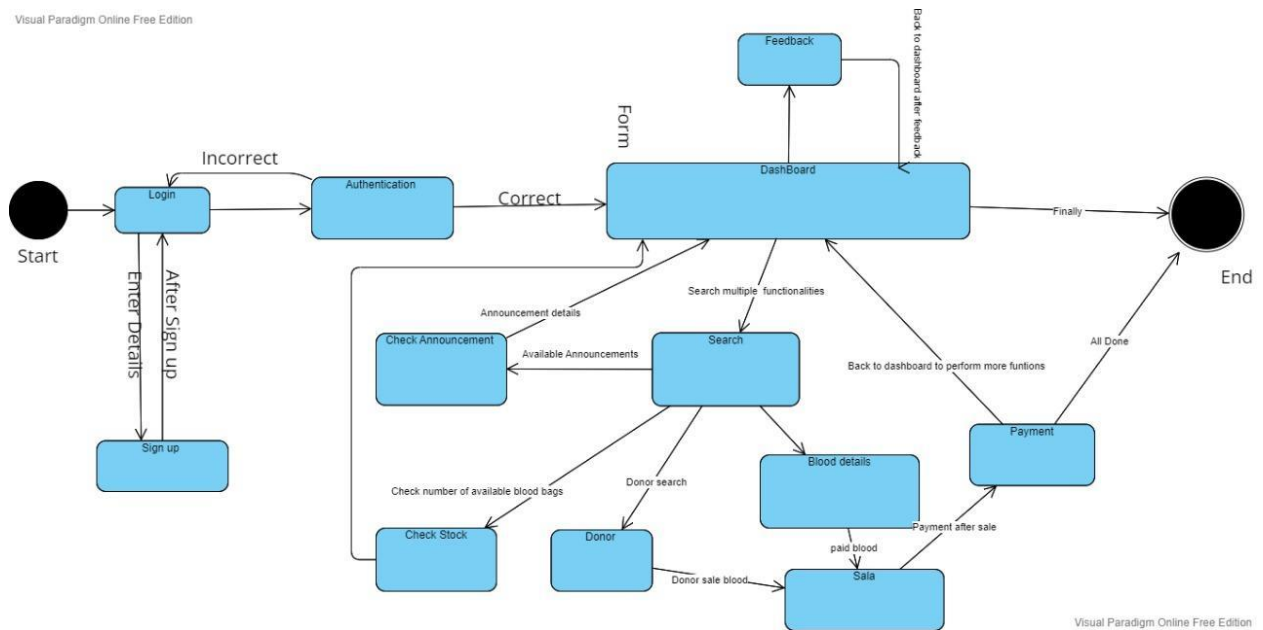 Visual Paradigm Online Free Edition
Feedback
Back to dashboard after feedback
Form
DashBoard
Incorrect
Authentication
Login
Correct
Finally
Start
End
Enter Details
After Sign up
Search multiple functionalities
Announcement details
Check Announcement
Available Announcements
Search
All Done
Back to dashboard to perform more funtions
Payment
Sign up
Blood details
Donor search
Check number of available blood bags
Check Stock
Donor
Payment after sale
paid blood
Donor sale blood
Sala
Visual Paradigm Online Free Edition